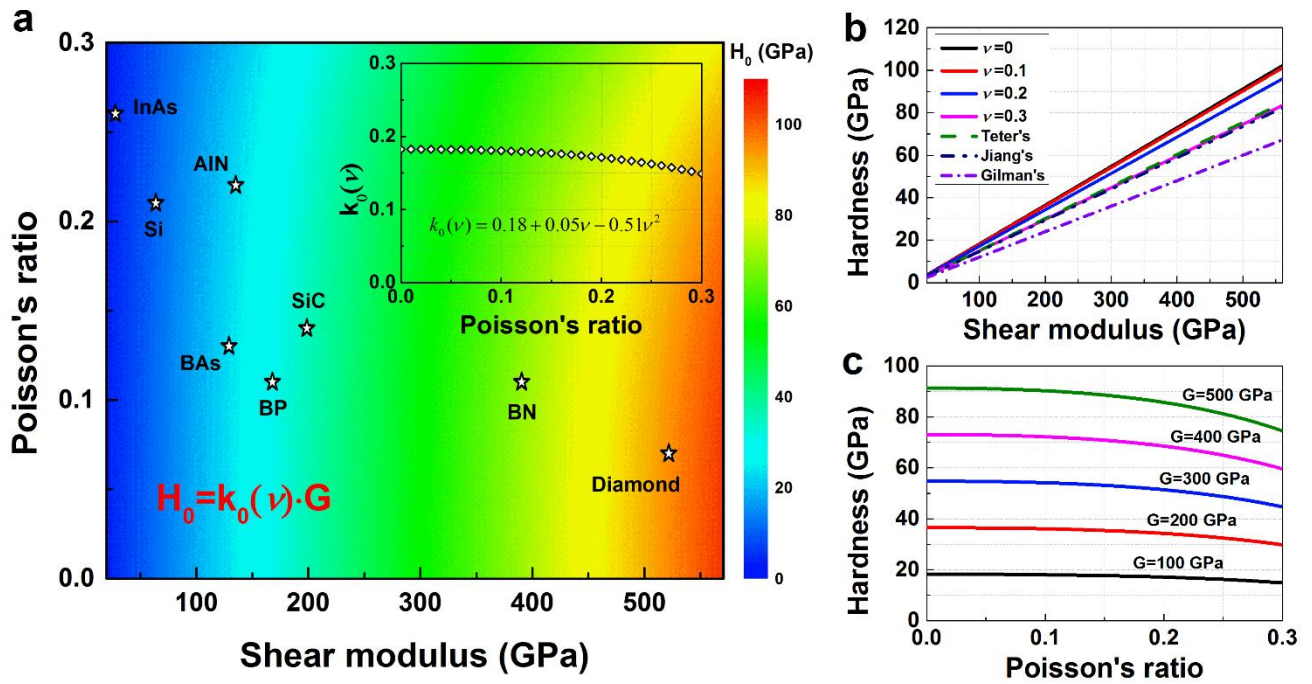 a
0.3
0.2
0.1
0.0
Poisson's ratio
100
200
300
400
500
Shear modulus (GPa)
InAs
AlN
Si
SiC
BAs
BP
BN
Diamond
H₀=k₀(ν)·G
0.3
0.2
0.1
0.0
k₀(ν)
k₀(ν) = 0.18 + 0.05ν − 0.51ν²
0.0
0.1
0.2
0.3
Poisson's ratio
H₀ (GPa)
100
80
60
40
20
0
b
120
100
80
60
40
20
0
Hardness (GPa)
ν=0
ν=0.1
ν=0.2
ν=0.3
Teter's
Jiang's
Gilman's
100
200
300
400
500
Shear modulus (GPa)
c
100
80
60
40
20
0
Hardness (GPa)
G=500 GPa
G=400 GPa
G=300 GPa
G=200 GPa
G=100 GPa
0.0
0.1
0.2
0.3
Poisson's ratio